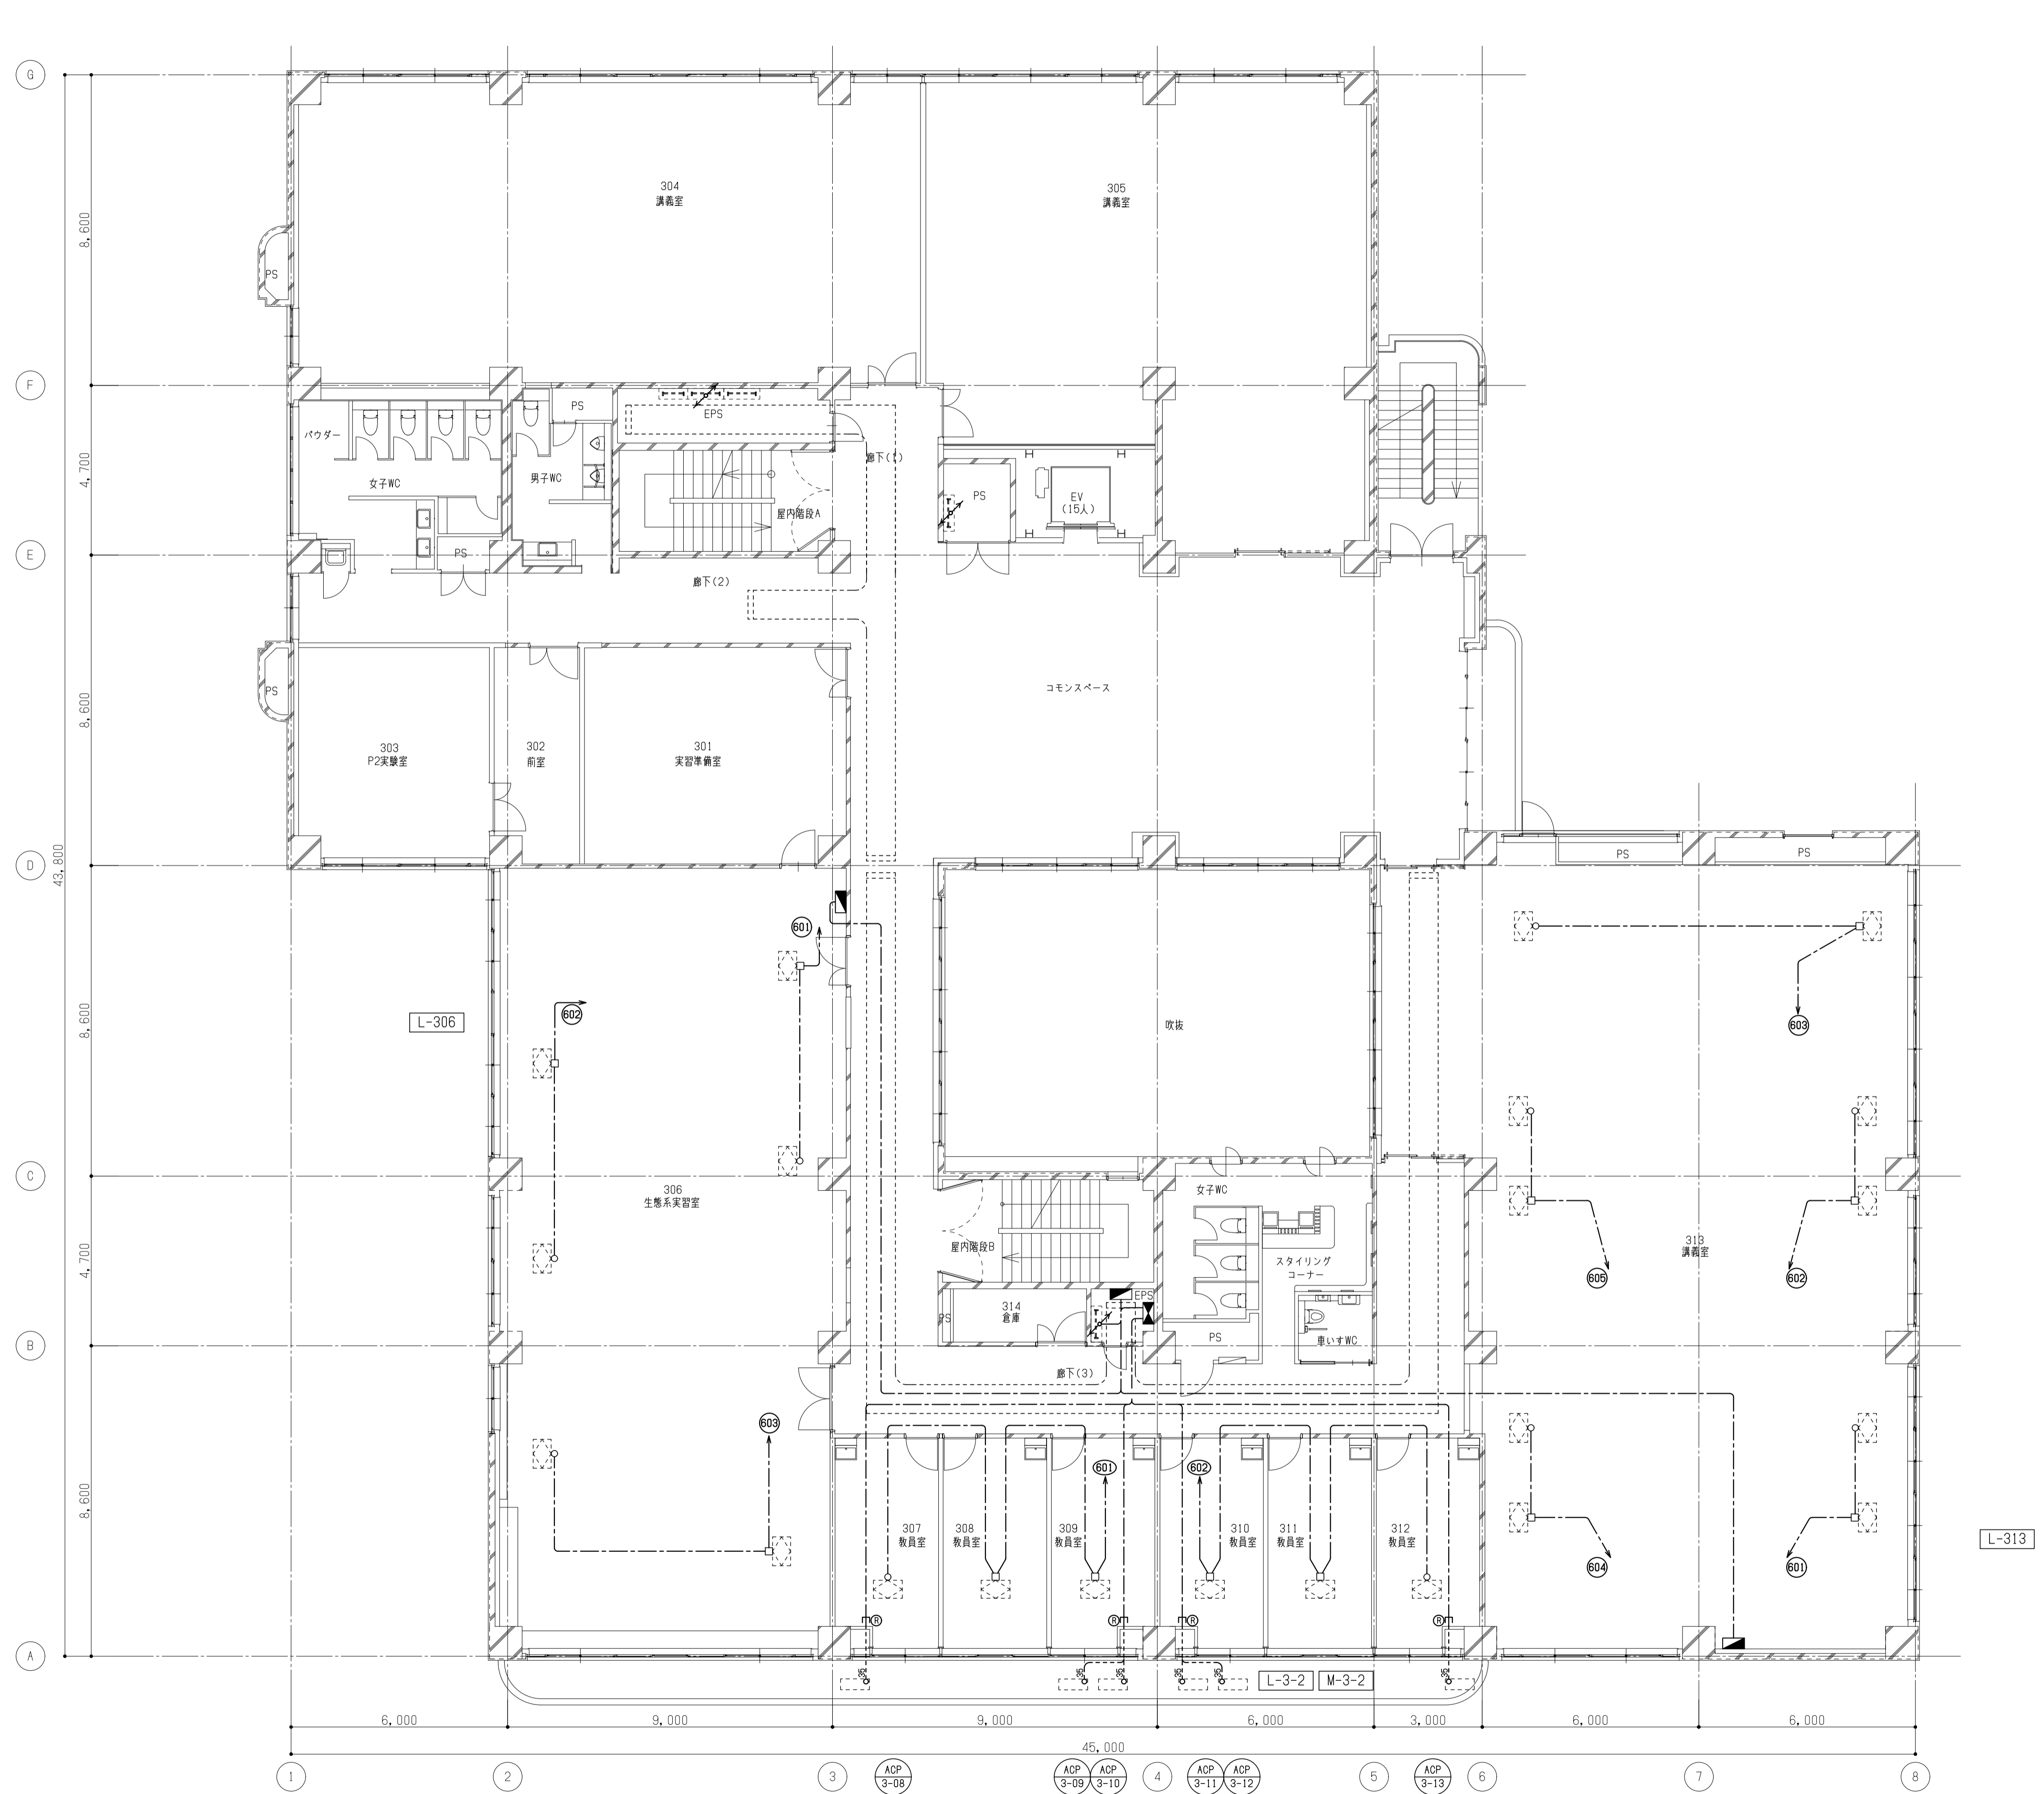 G
304
講義室
305
講義室
8,600
PS
F
PS
EPS
パウダー
廊下(1)
4,700
女子WC
男子WC
PS
EV
(15人)
屋内階段A
E
PS
廊下(2)
PS
8,600
コモンスペース
303
P2実験室
302
前室
301
実習準備室
43,800
D
PS
PS
601
602
L-306
8,600
吹抜
603
C
306
生態系実習室
女子WC
313
講義室
屋内階段B
スタイリング
コーナー
4,700
605
602
EPS
314
倉庫
PS
PS
車いすWC
B
廊下(3)
603
601
602
8,600
307
教員室
308
教員室
309
教員室
310
教員室
311
教員室
312
教員室
L-313
604
601
R
R
R
R
A
35
35
35
35
35
35
L-3-2
M-3-2
6,000
9,000
9,000
6,000
3,000
6,000
6,000
45,000
1
2
3
ACP
3-08
ACP
3-09
ACP
3-10
4
ACP
3-11
ACP
3-12
5
ACP
3-13
6
7
8